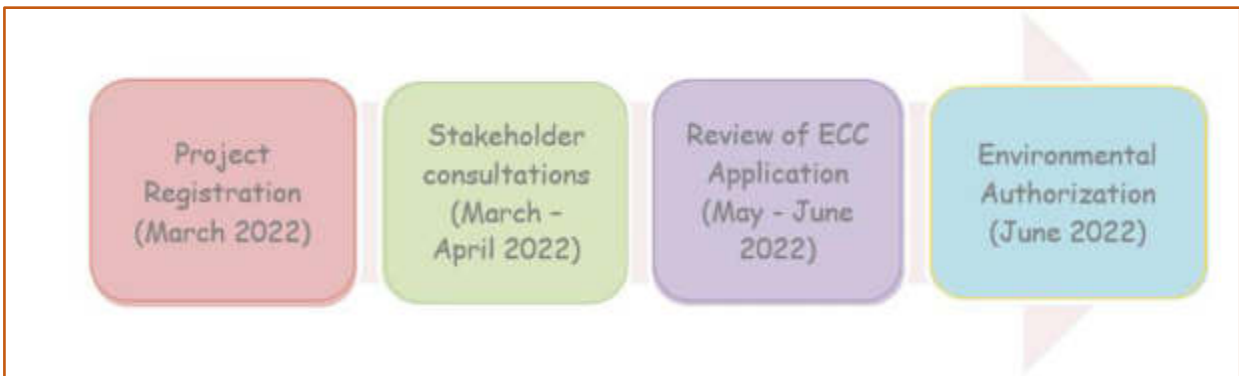 Project
Registration
(March 2022)
Stakeholder
consultations
(March –
April 2022)
Review of ECC
Application
(May - June
2022)
Environmental
Authorization
(June 2022)